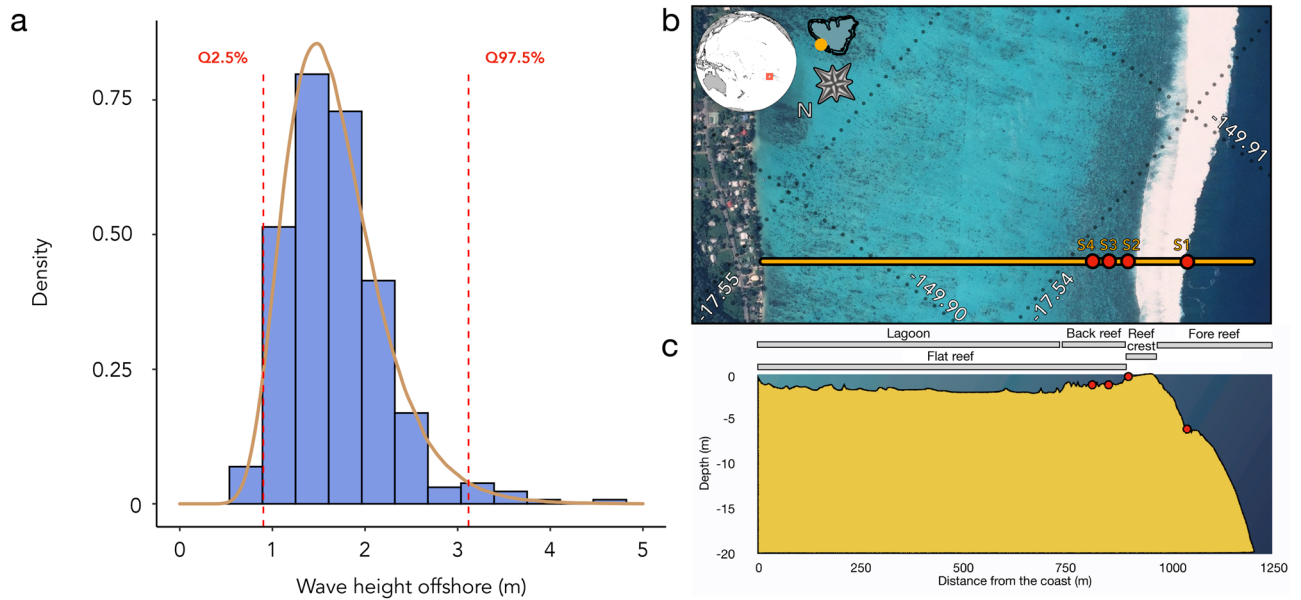 a
Q2.5%
Q97.5%
0.75
0.50
0.25
0
Density
0
1
2
3
4
5
Wave height offshore (m)
b
N
-149.91
S4
S3
S2
S1
-17.55
-149.90
-17.54
c
Lagoon
Back reef
Reef
crest
Fore reef
Flat reef
0
-5
-10
-15
-20
Depth (m)
0
250
500
750
1000
1250
Distance from the coast (m)